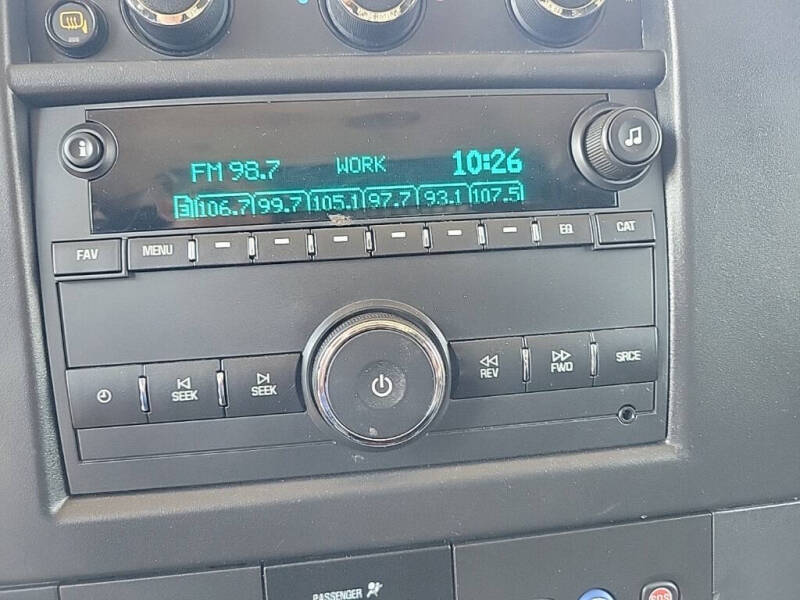 i
FM 98.7 WORK 10:26
106.7 99.7 105.1 97.7 93.1 107.5
FAV MENU EQ CAT
SEEK SEEK REV FWD SRCE
PASSENGER
SOS